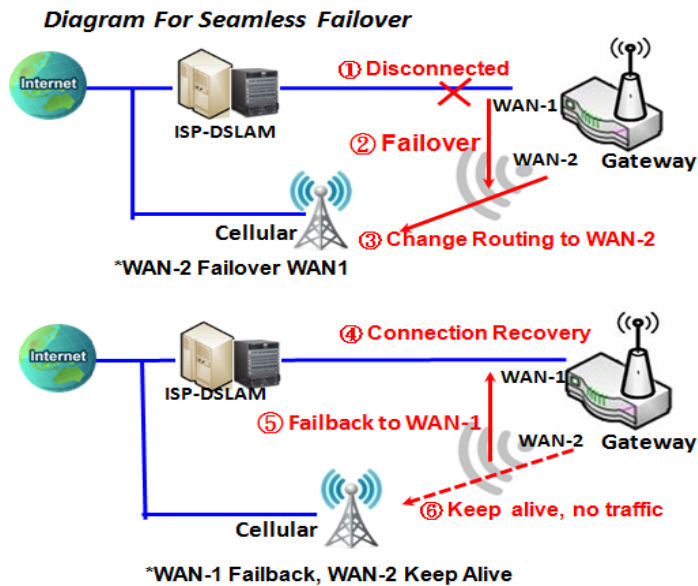 Diagram For Seamless Failover
Internet
ISP-DSLAM
① Disconnected
WAN-1
② Failover
WAN-2
Gateway
Cellular
③ Change Routing to WAN-2
*WAN-2 Failover WAN1
Internet
ISP-DSLAM
④ Connection Recovery
WAN-1
⑤ Failback to WAN-1
WAN-2
Gateway
Cellular
⑥ Keep alive, no traffic
*WAN-1 Failback, WAN-2 Keep Alive